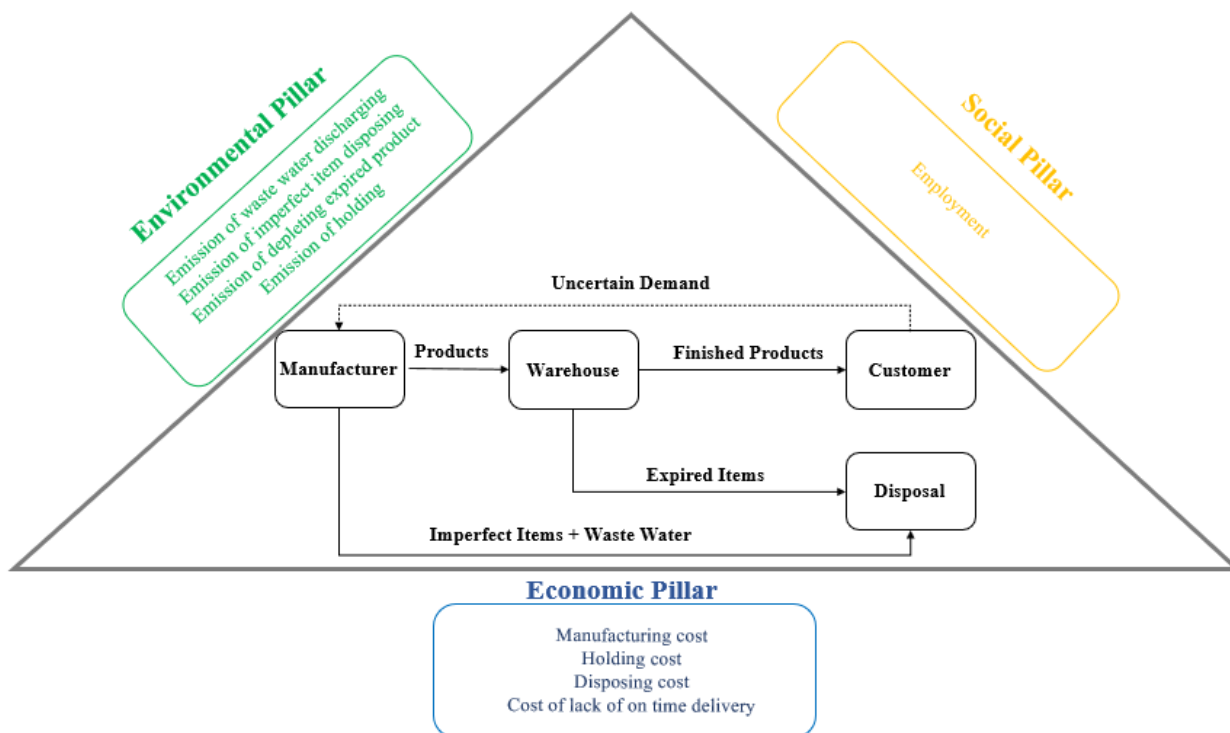 Environmental Pillar
Emission of waste water discharging
Emission of imperfect item disposing
Emission of depleting expired product
Emission of holding
Social Pillar
Employment
Uncertain Demand
Manufacturer
Products
Warehouse
Finished Products
Customer
Expired Items
Disposal
Imperfect Items + Waste Water
Economic Pillar
Manufacturing cost
Holding cost
Disposing cost
Cost of lack of on time delivery